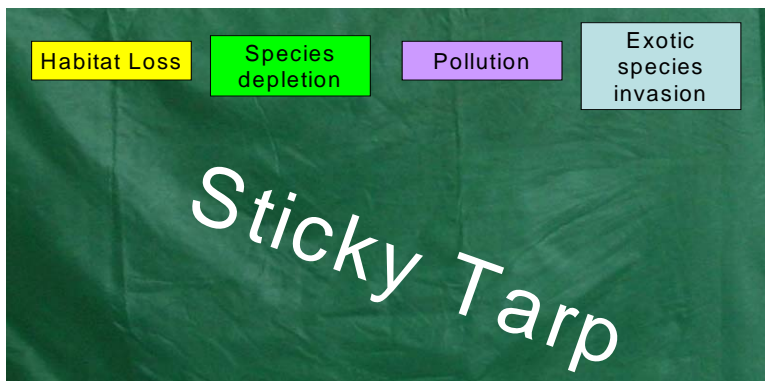 Habitat Loss
Species
depletion
Pollution
Exotic
species
invasion
Sticky Tarp